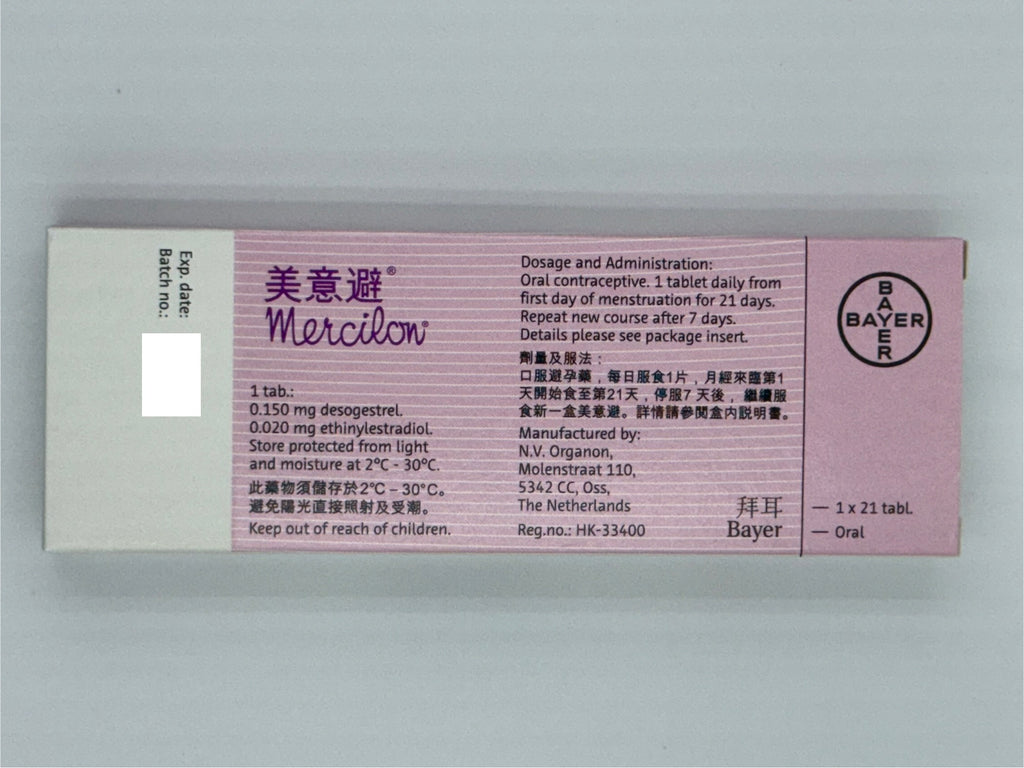 Exp. date:
Batch no.:
美意避®
Mercilon®
1 tab.:
0.150 mg desogestrel.
0.020 mg ethinylestradiol.
Store protected from light
and moisture at 2°C - 30°C.
此藥物須儲存於2°C – 30°C。
避免陽光直接照射及受潮。
Keep out of reach of children.
Dosage and Administration:
Oral contraceptive. 1 tablet daily from
first day of menstruation for 21 days.
Repeat new course after 7 days.
Details please see package insert.
劑量及服法：
口服避孕藥，每日服食1片，月經來臨第1
天開始食至第21天，停服7 天後，繼續服
食新一盒美意避。詳情請參閱盒內説明書。
Manufactured by:
N.V. Organon,
Molenstraat 110,
5342 CC, Oss,
The Netherlands
Reg.no.: HK-33400
拜耳
Bayer
BAYER
BAYER
— 1 x 21 tabl.
— Oral